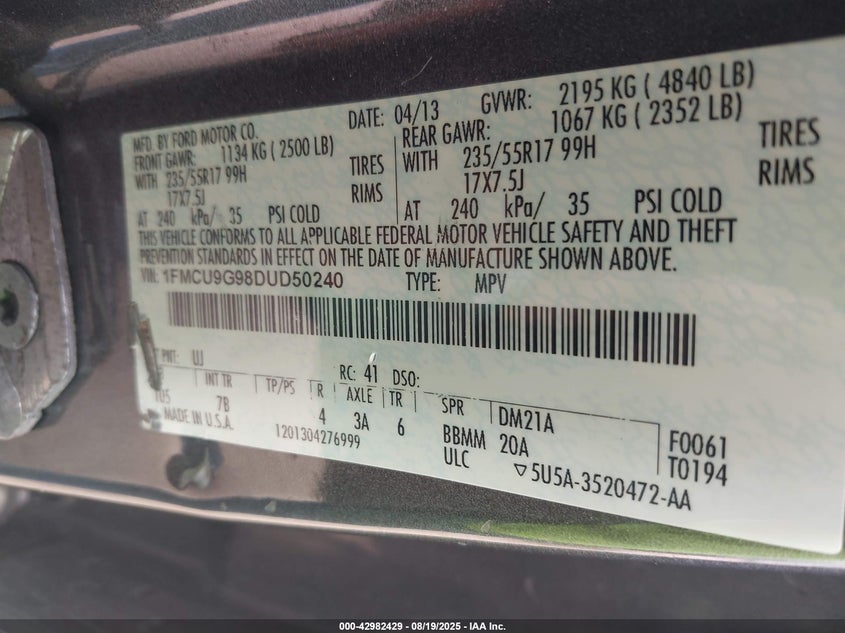 MFD. BY FORD MOTOR CO. DATE: 04/13 GVWR: 2195 KG ( 4840 LB)
FRONT GAWR: 1134 KG ( 2500 LB) REAR GAWR: 1067 KG ( 2352 LB)
WITH 235/55R17 99H TIRES WITH 235/55R17 99H TIRES
17X7.5J RIMS 17X7.5J RIMS
AT 240 kPa/ 35 PSI COLD AT 240 kPa/ 35 PSI COLD
THIS VEHICLE CONFORMS TO ALL APPLICABLE FEDERAL MOTOR VEHICLE SAFETY AND THEFT
PREVENTION STANDARDS IN EFFECT ON THE DATE OF MANUFACTURE SHOWN ABOVE.
VIN: 1FMCU9G98DUD50240 TYPE: MPV
PNT: UJ RC: 41 DSO:
INT TR TP/PS R AXLE TR SPR DM21A F0061
7B 4 3A 6 BBMM 20A T0194
MADE IN U.S.A. 1201304276999 ULC ▽5U5A-3520472-AA
000-42982429 - 08/19/2025 - IAA Inc.